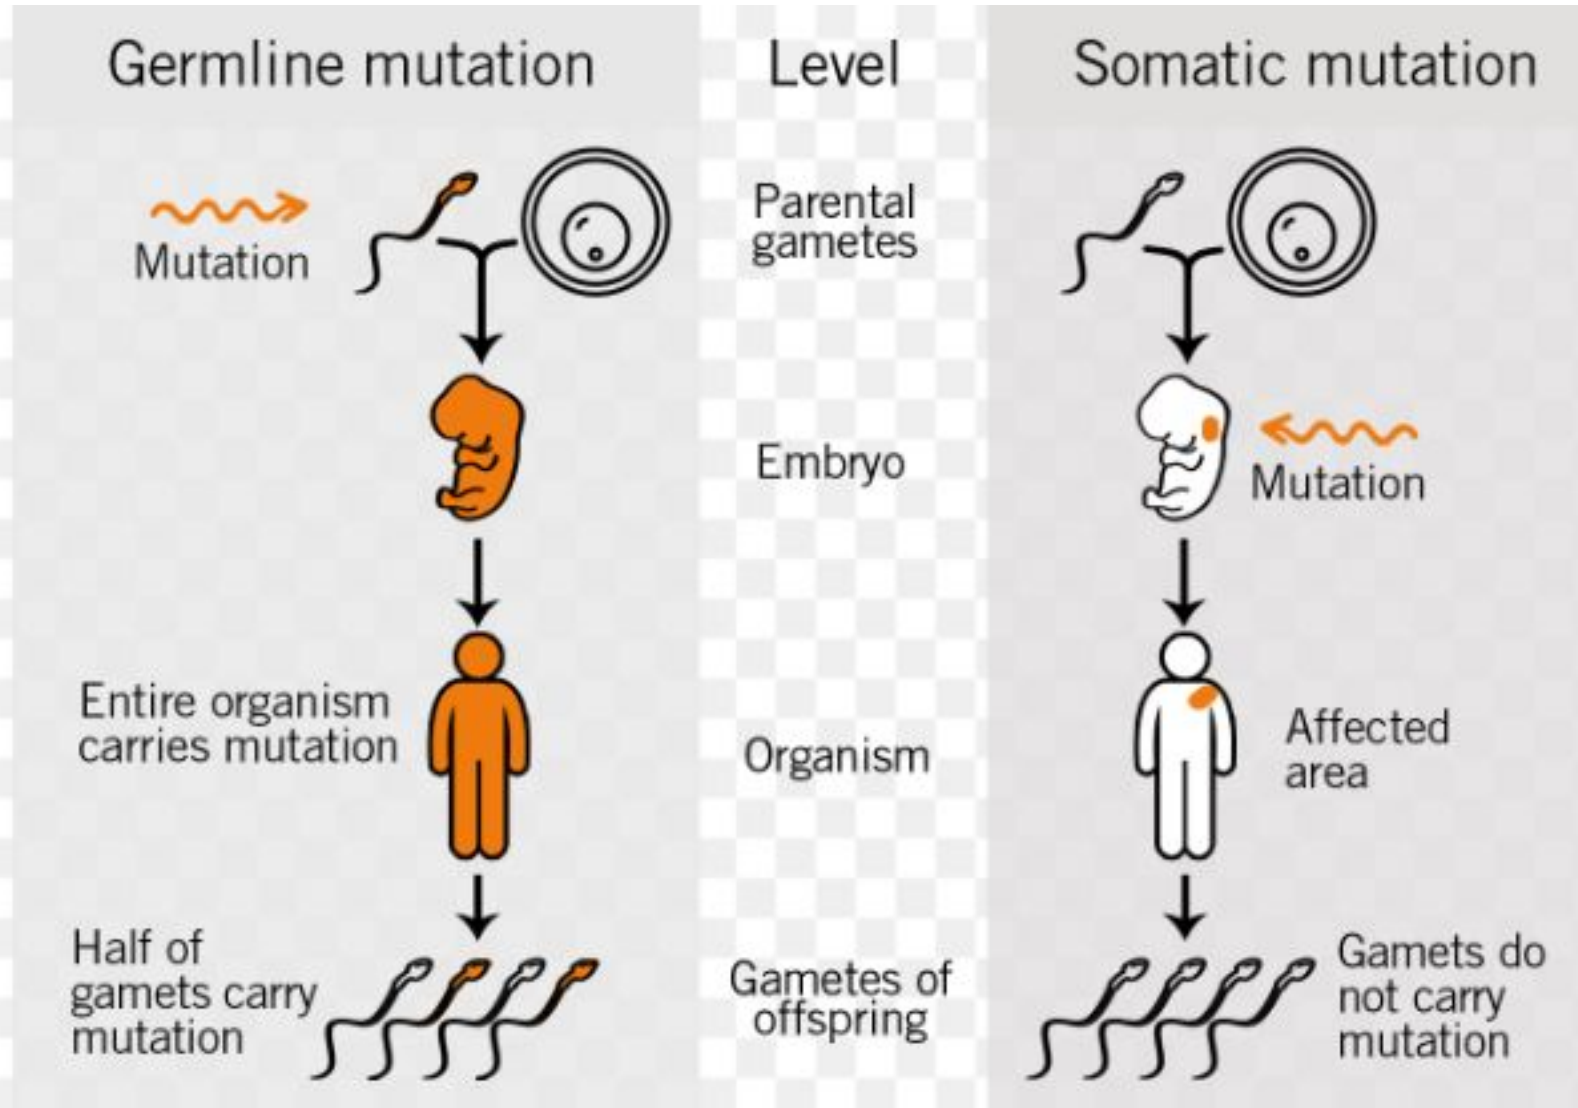 Germline mutation
Level
Somatic mutation
Mutation
Parental
gametes
Embryo
Mutation
Entire organism
carries mutation
Organism
Affected
area
Half of
gamets carry
mutation
Gametes of
offspring
Gamets do
not carry
mutation